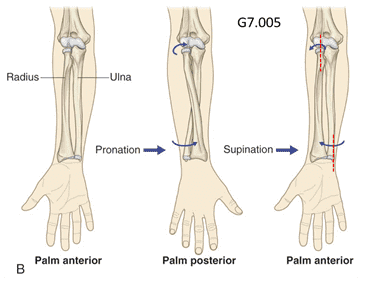 G7.005
Radius
Ulna
Pronation
Supination
B
Palm anterior
Palm posterior
Palm anterior